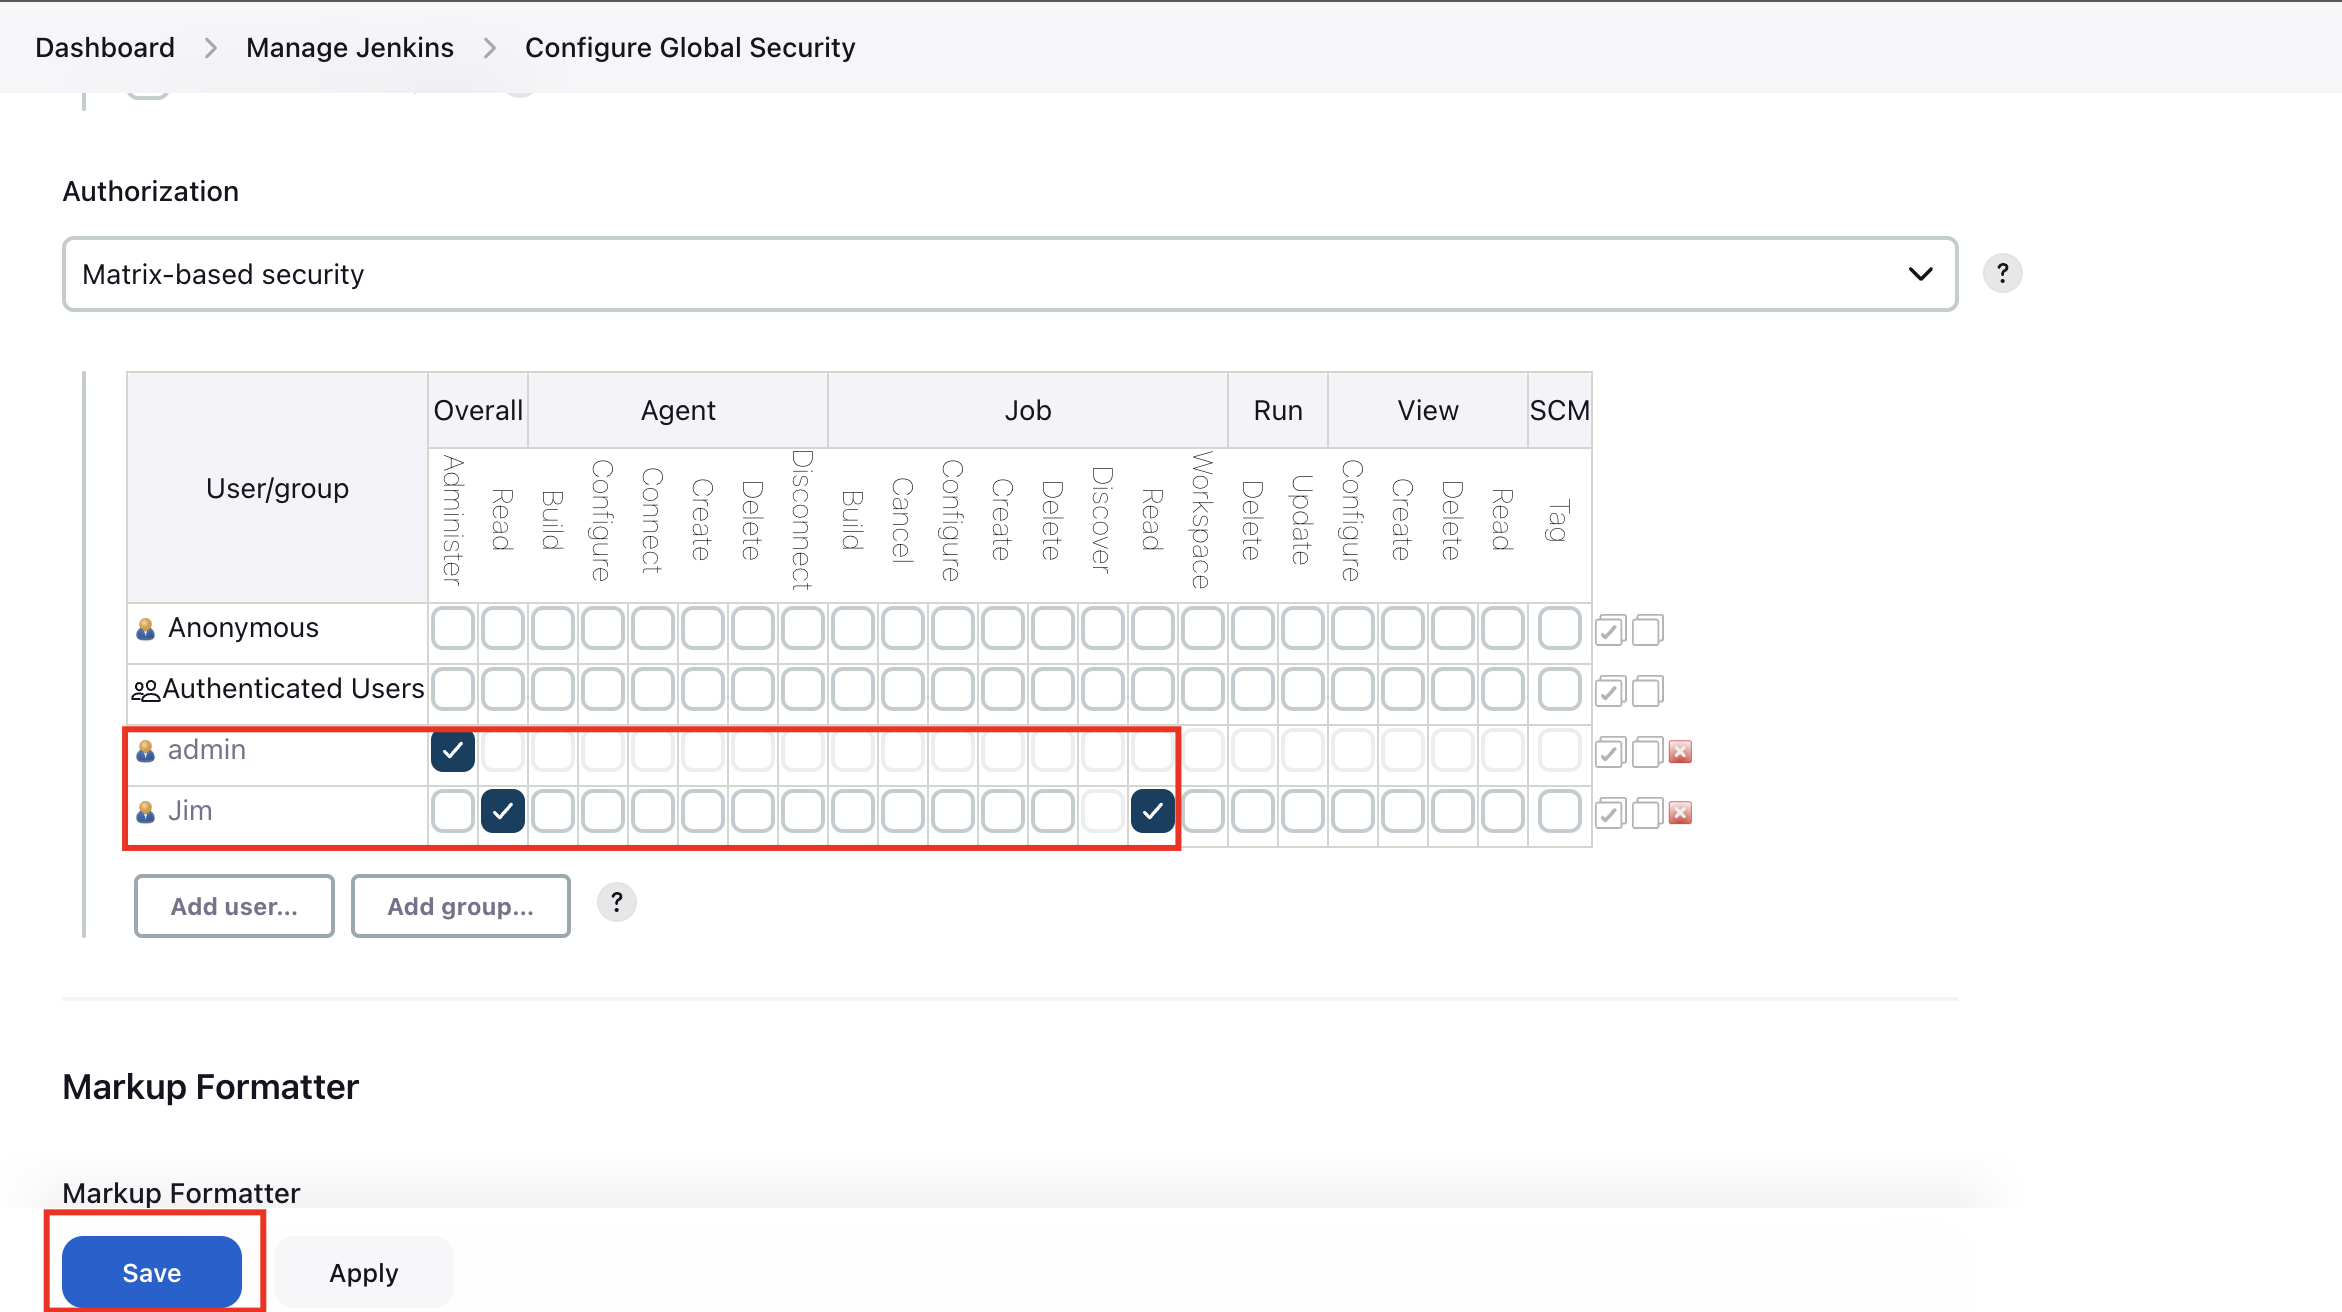 Dashboard > Manage Jenkins > Configure Global Security
Authorization
Matrix-based security
?
User/group
Overall
Agent
Job
Run
View
SCM
Administer
Read
Build
Configure
Connect
Create
Delete
Disconnect
Build
Cancel
Configure
Create
Delete
Discover
Read
Workspace
Delete
Update
Configure
Create
Delete
Read
Tag
Anonymous
Authenticated Users
admin
Jim
Add user...
Add group...
?
Markup Formatter
Markup Formatter
Save
Apply